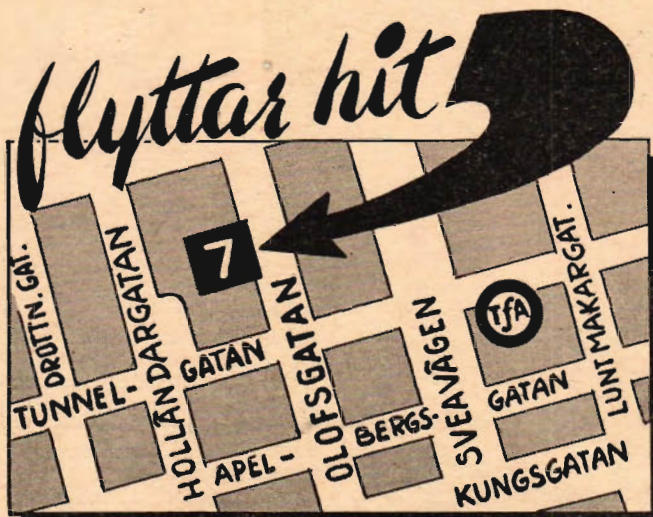 flyttar hit
7
TfA
DROTTN. GAT.
HOLLÄNDARGATAN
OLOFSGATAN
SVEAVÄGEN
LUNTMAKARGAT.
TUNNEL-
GATAN
APEL-
BERGS-
GATAN
KUNGSGATAN